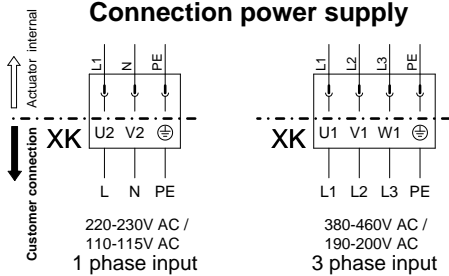 Connection power supply
Actuator internal
Customer connection
L1 N PE
XK U2 V2
L N PE
220-230V AC /
110-115V AC
1 phase input
L1 L2 L3 PE
XK U1 V1 W1
L1 L2 L3 PE
380-460V AC /
190-200V AC
3 phase input